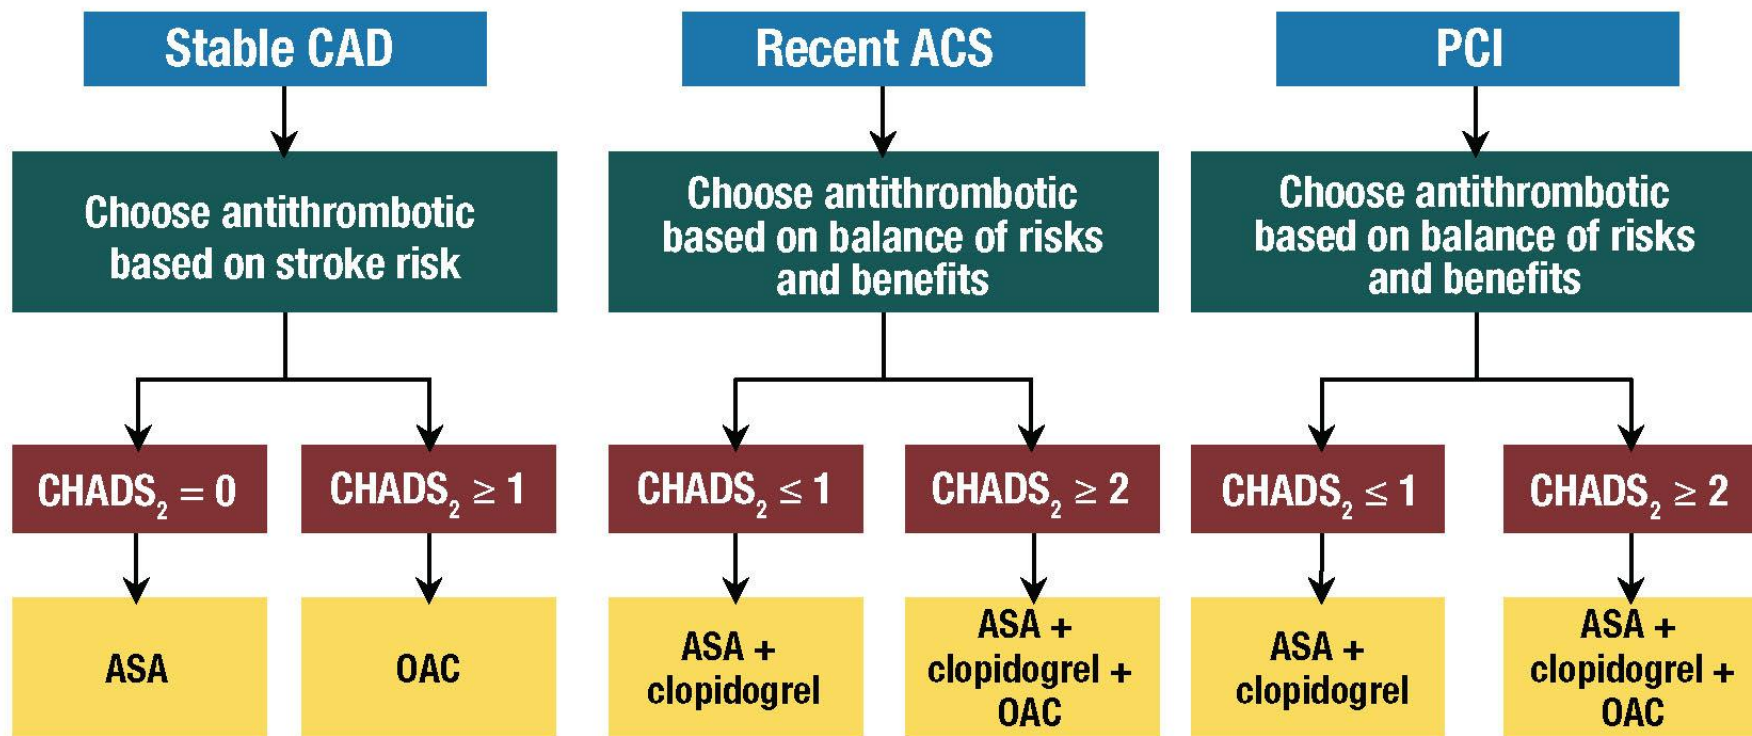 Stable CAD
Recent ACS
PCI
Choose antithrombotic
based on stroke risk
Choose antithrombotic
based on balance of risks
and benefits
Choose antithrombotic
based on balance of risks
and benefits
CHADS₂ = 0
CHADS₂ ≥ 1
CHADS₂ ≤ 1
CHADS₂ ≥ 2
CHADS₂ ≤ 1
CHADS₂ ≥ 2
ASA
OAC
ASA +
clopidogrel
ASA +
clopidogrel +
OAC
ASA +
clopidogrel
ASA +
clopidogrel +
OAC